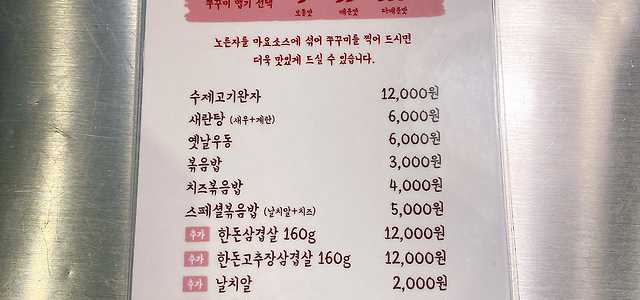 쭈꾸미 맵기 선택
보통맛 매운맛 더매운맛
노른자를 마요소스에 섞어 쭈꾸미를 찍어 드시면
더욱 맛있게 드실 수 있습니다.
수제고기완자 12,000원
새란탕 (새우+계란) 6,000원
옛날우동 6,000원
볶음밥 3,000원
치즈볶음밥 4,000원
스페셜볶음밥 (날치알+치즈) 5,000원
추가 한돈삼겹살 160g 12,000원
추가 한돈고추장삼겹살 160g 12,000원
추가 날치알 2,000원